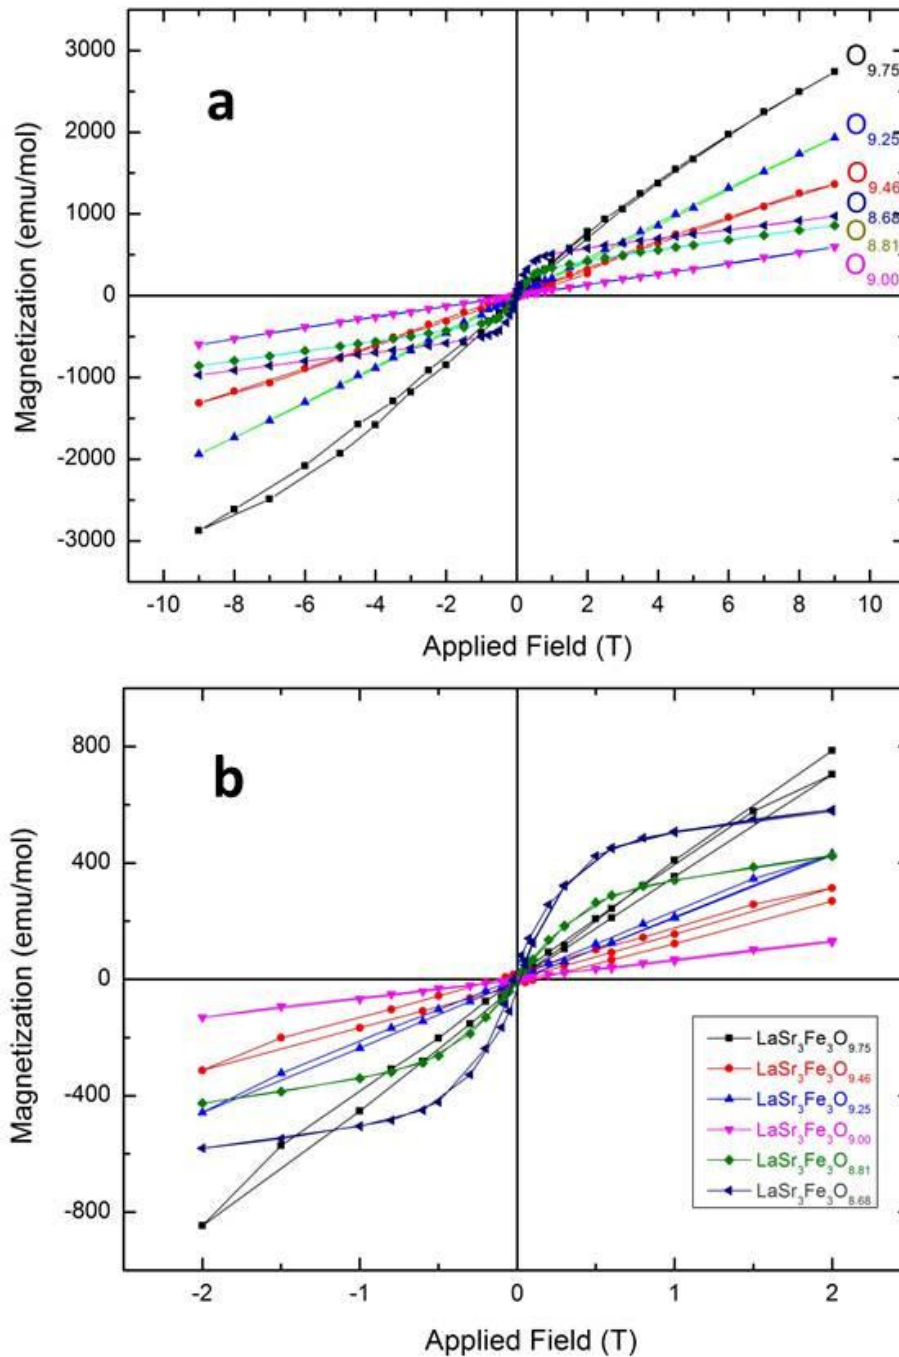 a
Magnetization (emu/mol)
3000
2000
1000
0
-1000
-2000
-3000
O9.75
O9.25
O9.46
O8.68
O8.81
O9.00
-10 -8 -6 -4 -2 0 2 4 6 8 10
Applied Field (T)
b
Magnetization (emu/mol)
800
400
0
-400
-800
LaSr3Fe3O9.75
LaSr3Fe3O9.46
LaSr3Fe3O9.25
LaSr3Fe3O9.00
LaSr3Fe3O8.81
LaSr3Fe3O8.68
-2 -1 0 1 2
Applied Field (T)